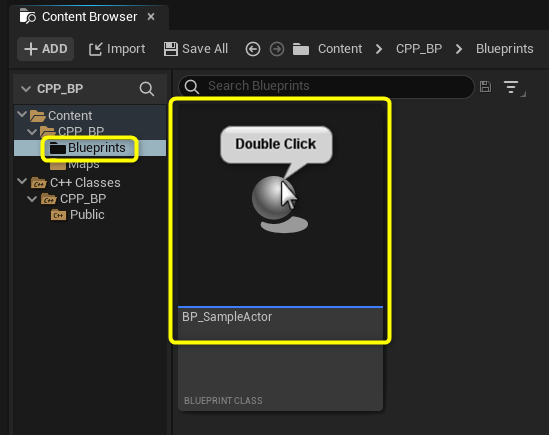 Content Browser ×
+ ADD Import Save All Content > CPP_BP > Blueprints
CPP_BP
Search Blueprints
Content
CPP_BP
Blueprints
Maps
C++ Classes
CPP_BP
Public
Double Click
BP_SampleActor
BLUEPRINT CLASS